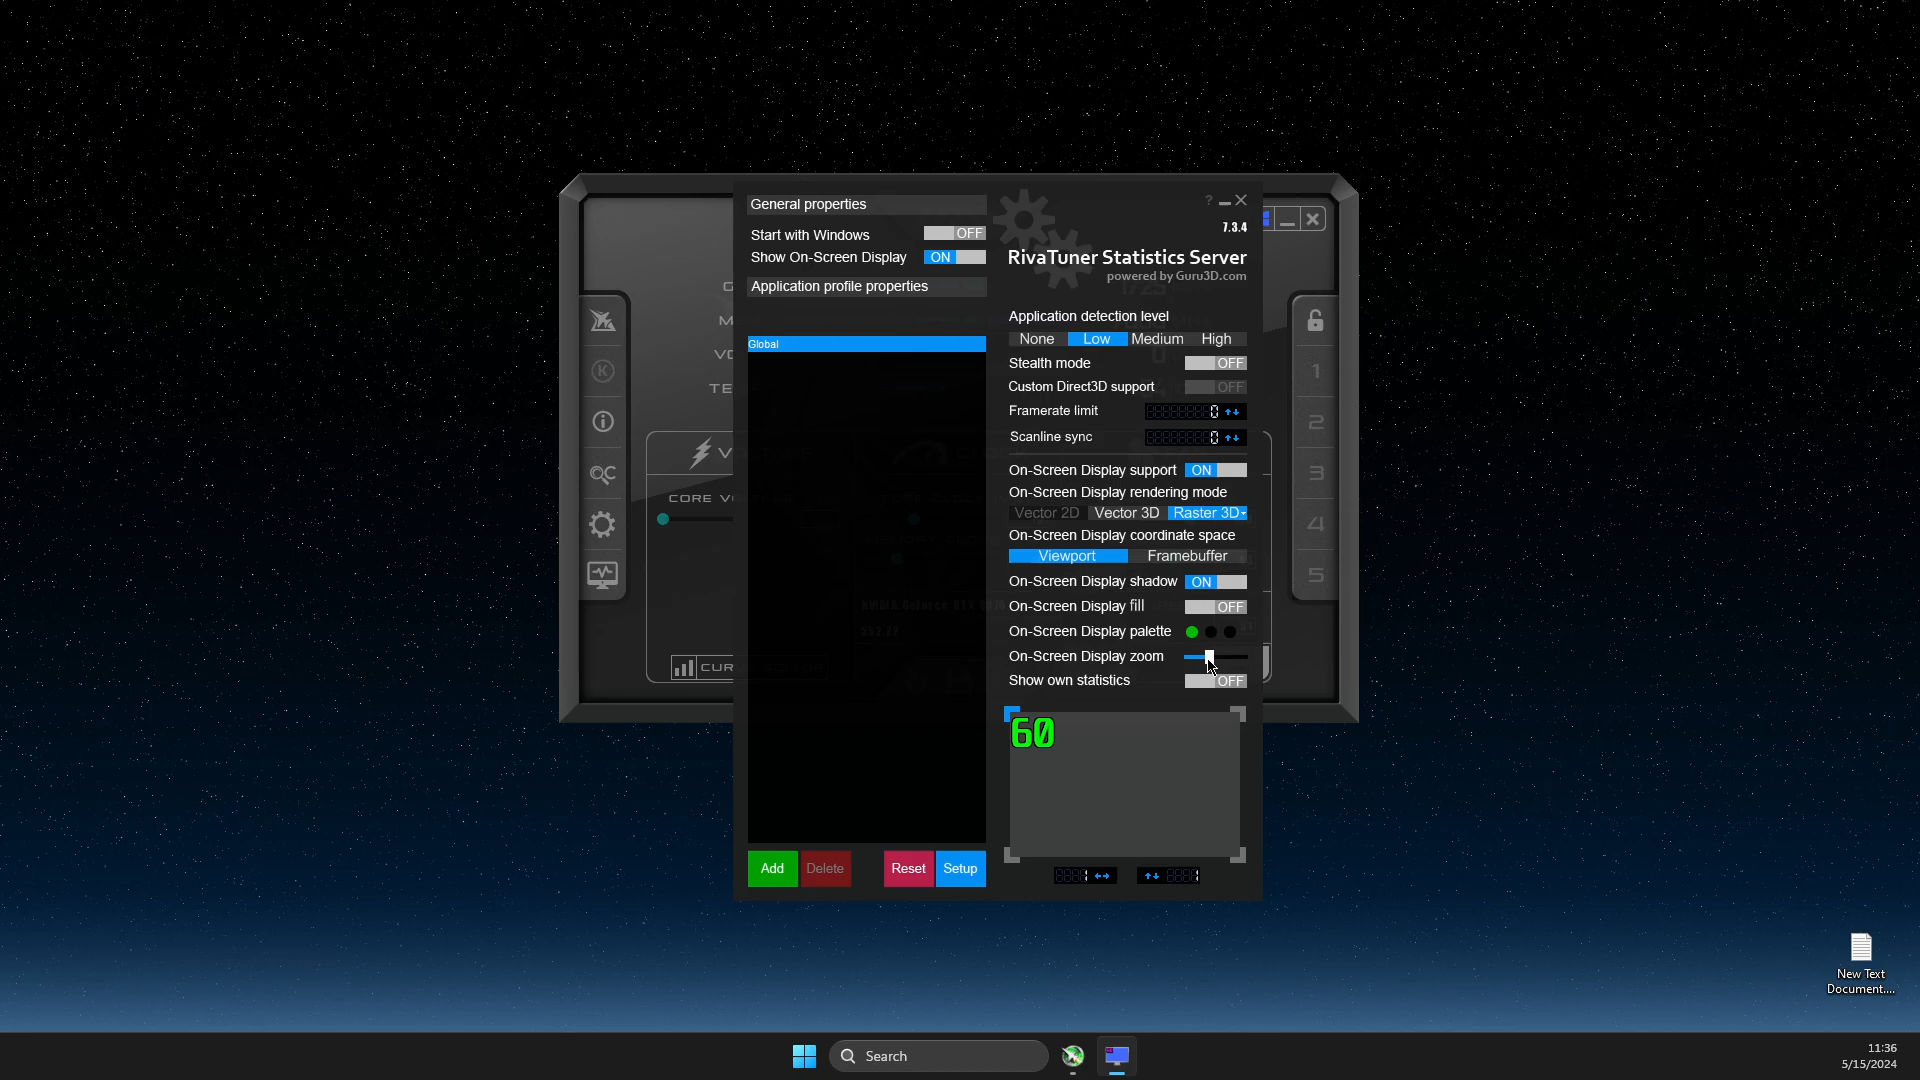 General properties
Start with Windows OFF
Show On-Screen Display ON
Application profile properties
Global
Add
Delete
Reset
Setup
?
7.3.4
RivaTuner Statistics Server
powered by Guru3D.com
Application detection level
None Low Medium High
Stealth mode OFF
Custom Direct3D support OFF
Framerate limit 0
Scanline sync 0
On-Screen Display support ON
On-Screen Display rendering mode
Vector 2D Vector 3D Raster 3D
On-Screen Display coordinate space
Viewport Framebuffer
On-Screen Display shadow ON
On-Screen Display fill OFF
On-Screen Display palette
On-Screen Display zoom
Show own statistics OFF
60
1
1
K
CORE
1
2
3
4
5
New Text
Document....
Search
11:36
5/15/2024